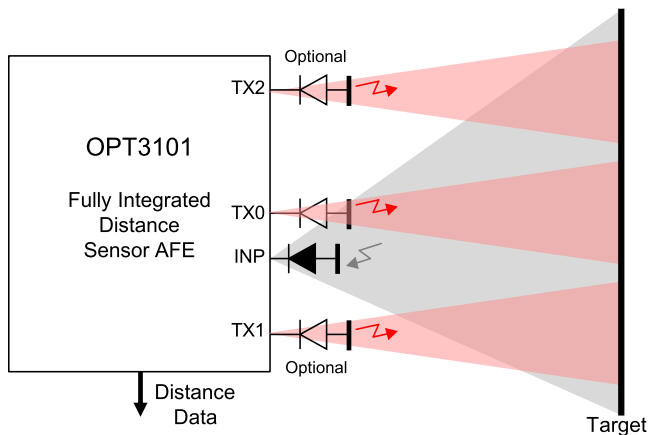 Optional
TX2
OPT3101
Fully Integrated
Distance
Sensor AFE
TX0
INP
TX1
Optional
Distance
Data
Target